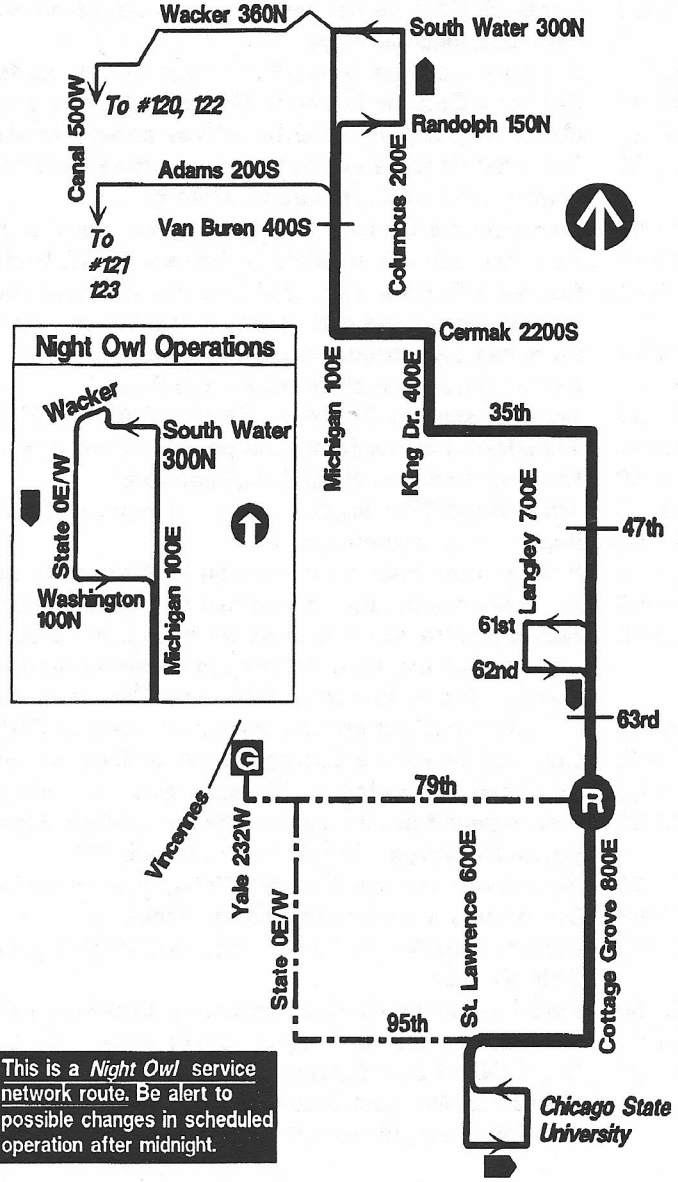 Wacker 360N
South Water 300N
To #120, 122
Canal 500W
Randolph 150N
Adams 200S
Columbus 200E
To
#121
123
Van Buren 400S
Cermak 2200S
Michigan 100E
King Dr. 400E
35th
Night Owl Operations
Wacker
South Water
300N
State 0E/W
Washington
100N
Michigan 100E
47th
Langley 700E
61st
62nd
63rd
G
Vincennes
79th
R
Yale 232W
State 0E/W
St. Lawrence 600E
Cottage Grove 800E
95th
Chicago State
University
This is a Night Owl service
network route. Be alert to
possible changes in scheduled
operation after midnight.